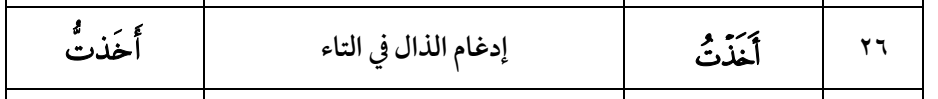 ٢٦ أَخَذْتُ إدغام الذال في التاء أَخَذتُّ